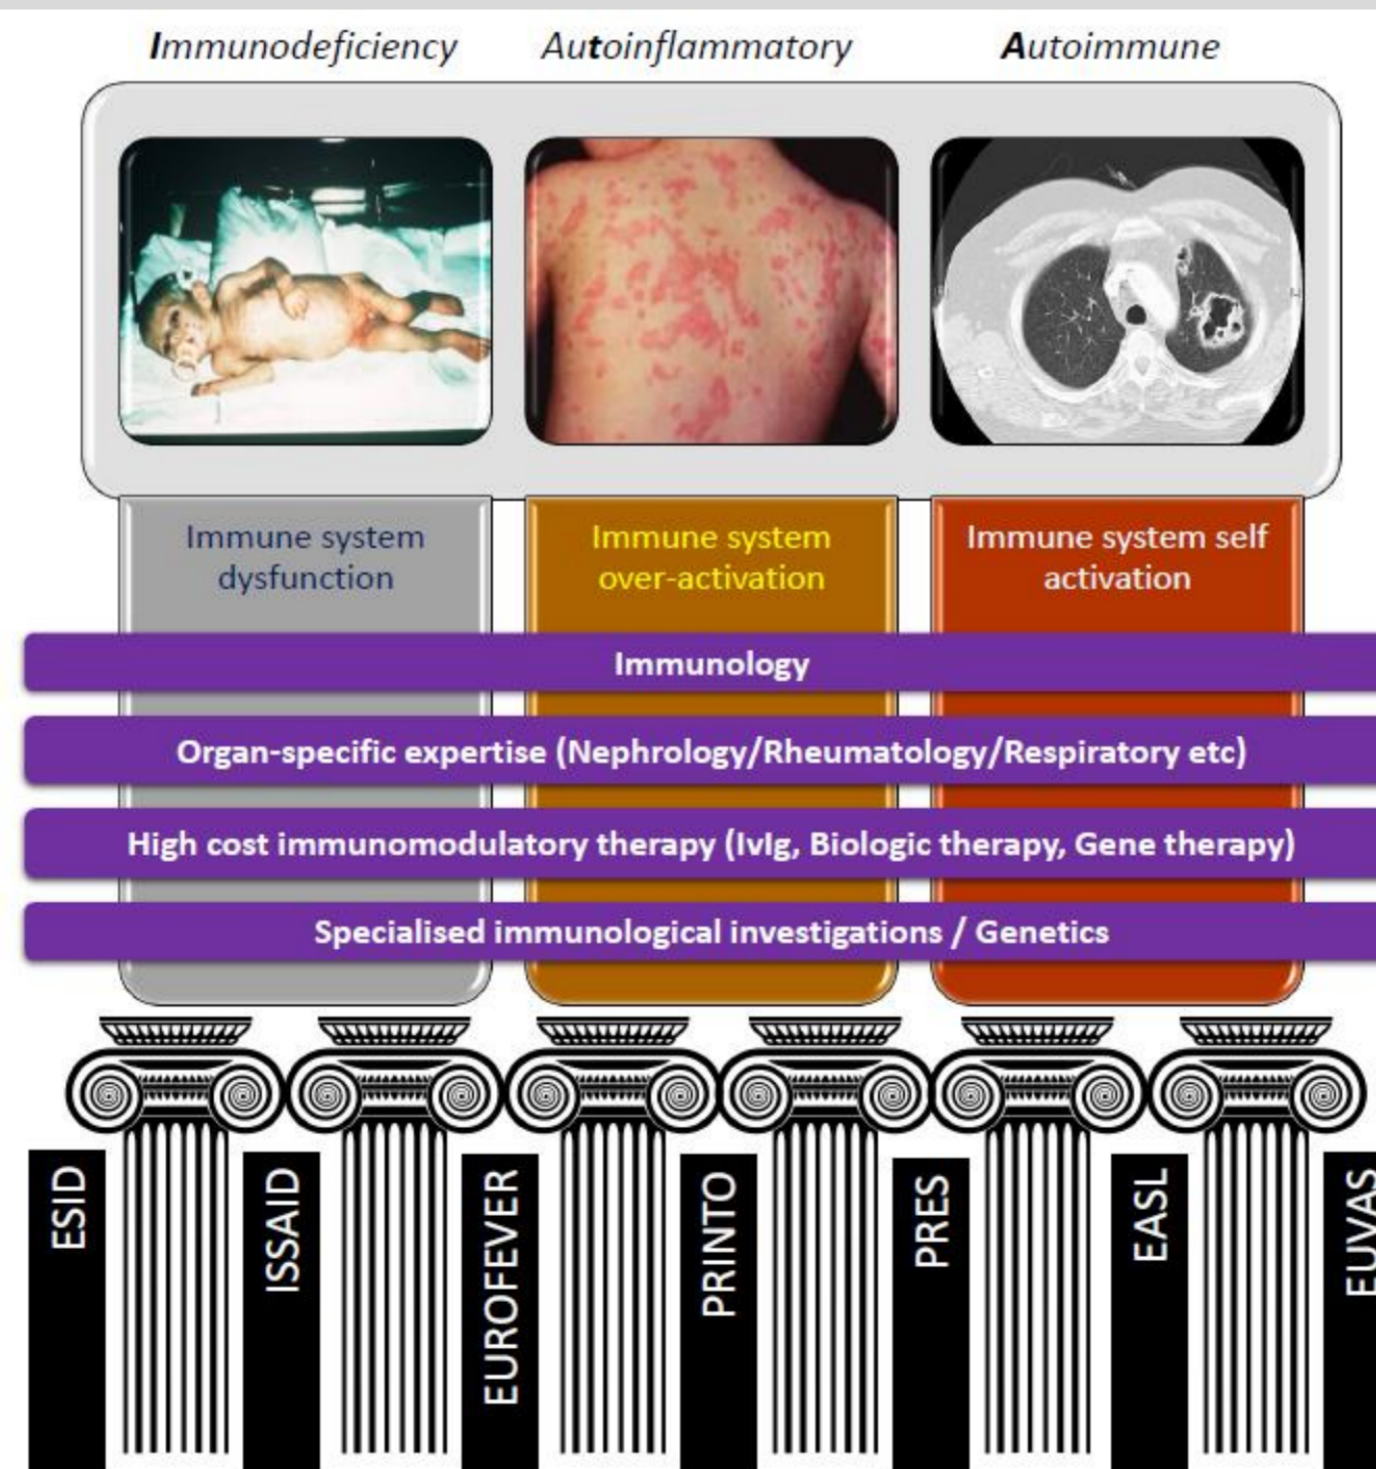 Immunodeficiency
Autoinflammatory
Autoimmune
Immune system
dysfunction
Immune system
over-activation
Immune system self
activation
Immunology
Organ-specific expertise (Nephrology/Rheumatology/Respiratory etc)
High cost immunomodulatory therapy (IvIg, Biologic therapy, Gene therapy)
Specialised immunological investigations / Genetics
ESID
ISSAID
EUROFEVER
PRINTO
PRES
EASL
EUVAS